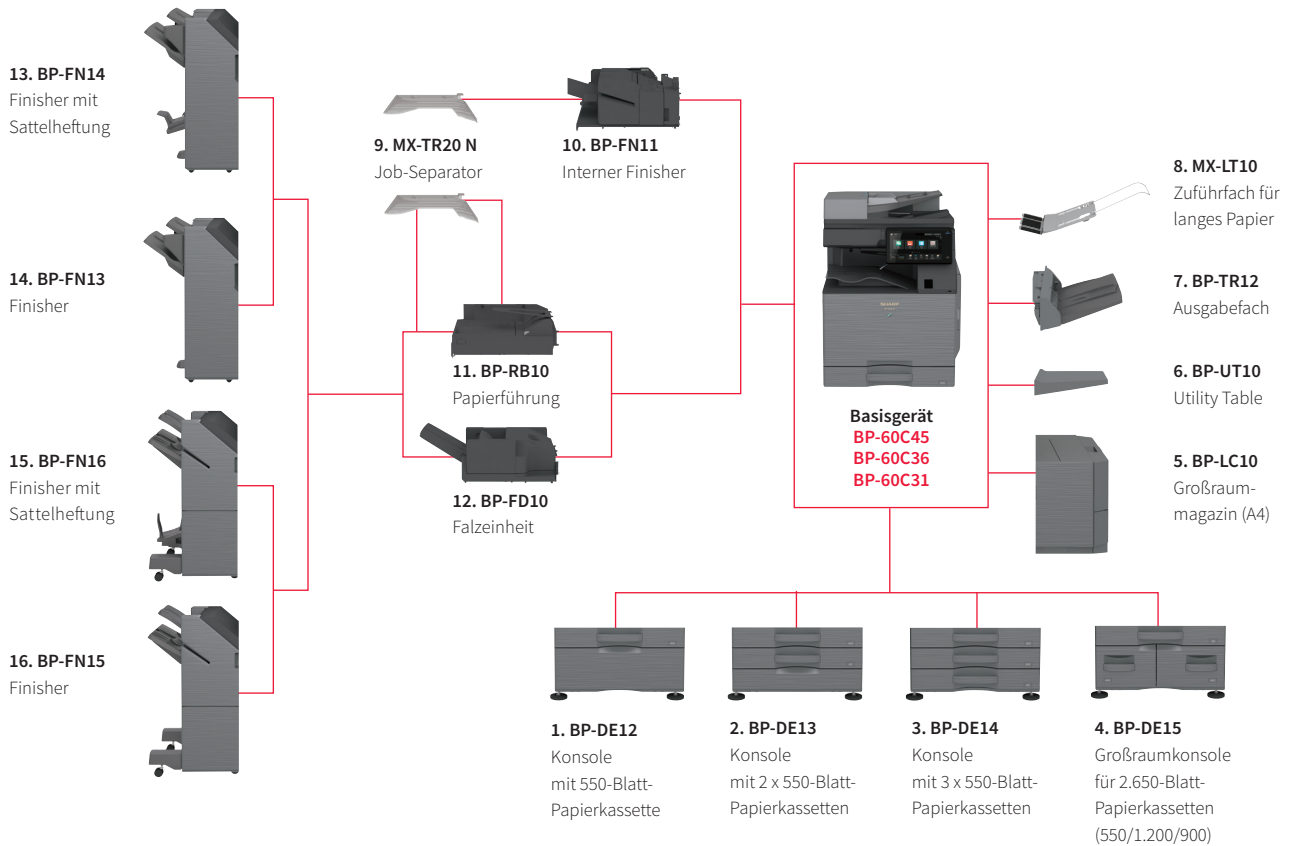 13. BP-FN14
Finisher mit
Sattelheftung
14. BP-FN13
Finisher
15. BP-FN16
Finisher mit
Sattelheftung
16. BP-FN15
Finisher
9. MX-TR20 N
Job-Separator
10. BP-FN11
Interner Finisher
11. BP-RB10
Papierführung
12. BP-FD10
Falzeinheit
SHARP
Basisgerät
BP-60C45
BP-60C36
BP-60C31
8. MX-LT10
Zuführfach für
langes Papier
7. BP-TR12
Ausgabefach
6. BP-UT10
Utility Table
5. BP-LC10
Großraum-
magazin (A4)
1. BP-DE12
Konsole
mit 550-Blatt-
Papierkassette
2. BP-DE13
Konsole
mit 2 x 550-Blatt-
Papierkassetten
3. BP-DE14
Konsole
mit 3 x 550-Blatt-
Papierkassetten
4. BP-DE15
Großraumkonsole
für 2.650-Blatt-
Papierkassetten
(550/1.200/900)